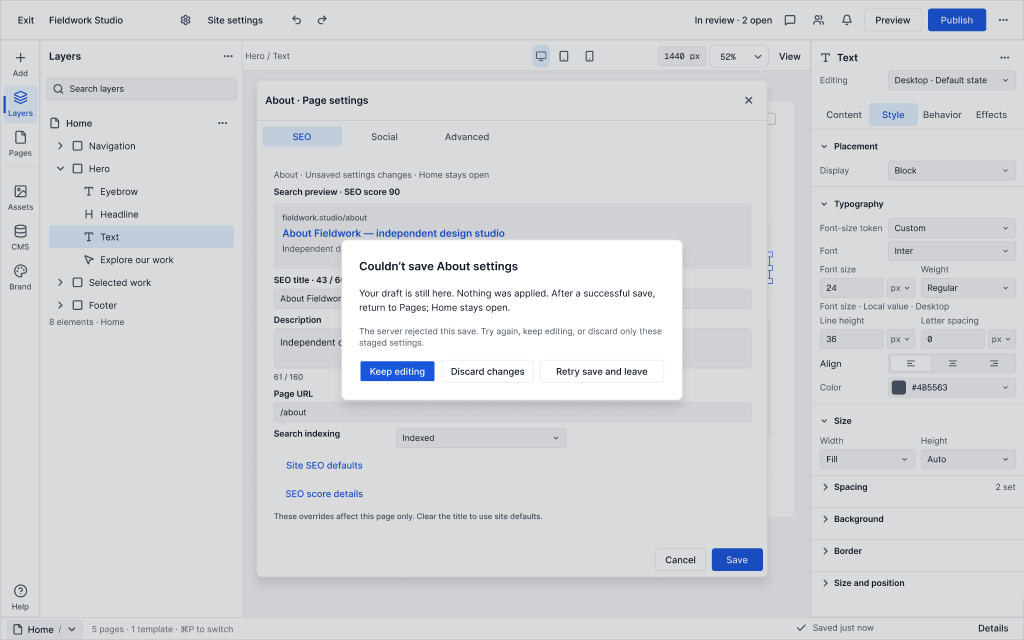 Exit Fieldwork Studio Site settings In review · 2 open Preview Publish
Add
Layers
Pages
Assets
CMS
Brand
Help
Layers
Search layers
Home
Navigation
Hero
Eyebrow
Headline
Text
Explore our work
Selected work
Footer
8 elements · Home
Hero / Text 1440 px 52% View
About · Page settings
SEO Social Advanced
About · Unsaved settings changes · Home stays open
Search preview · SEO score 90
fieldwork.studio/about
About Fieldwork — independent design studio
Independent d
SEO title · 43 / 6
About Fieldwor
Description
Independent
61 / 160
Page URL
/about
Search indexing Indexed
Site SEO defaults
SEO score details
These overrides affect this page only. Clear the title to use site defaults.
Cancel Save
Couldn’t save About settings
Your draft is still here. Nothing was applied. After a successful save,
return to Pages; Home stays open.
The server rejected this save. Try again, keep editing, or discard only these
staged settings.
Keep editing Discard changes Retry save and leave
Text
Editing Desktop · Default state
Content Style Behavior Effects
Placement
Display Block
Typography
Font-size token Custom
Font Inter
Font size Weight
24 px Regular
Font size · Local value · Desktop
Line height Letter spacing
36 px 0 px
Align
Color #4B5563
Size
Width Height
Fill Auto
Spacing 2 set
Background
Border
Size and position
Home / 5 pages · 1 template · ⌘P to switch Saved just now Details